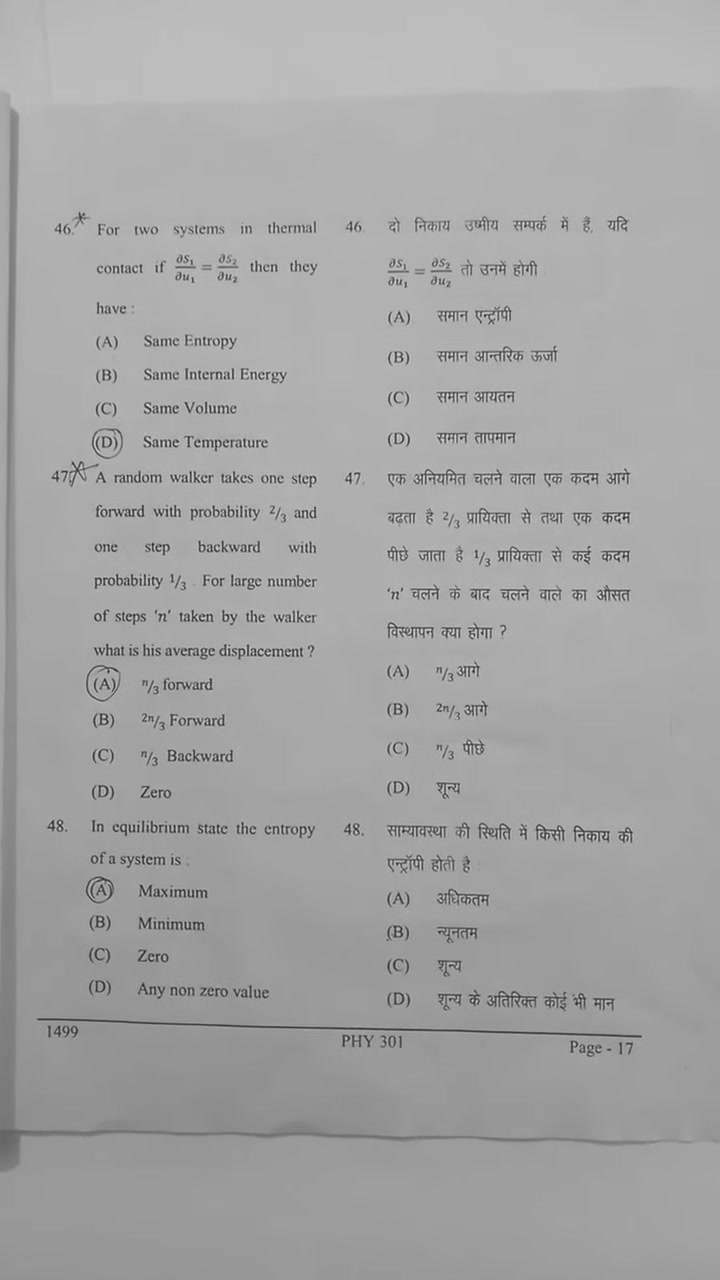 46.* For two systems in thermal
contact if ∂S₁/∂u₁ = ∂S₂/∂u₂ then they
have :
(A) Same Entropy
(B) Same Internal Energy
(C) Same Volume
(D) Same Temperature
47. A random walker takes one step
forward with probability 2/3 and
one step backward with
probability 1/3 . For large number
of steps 'n' taken by the walker
what is his average displacement ?
(A) n/3 forward
(B) 2n/3 Forward
(C) n/3 Backward
(D) Zero
48. In equilibrium state the entropy
of a system is :
(A) Maximum
(B) Minimum
(C) Zero
(D) Any non zero value
46. दो निकाय उष्मीय सम्पर्क में हैं, यदि
∂S₁/∂u₁ = ∂S₂/∂u₂ तो उनमें होगी
(A) समान एन्ट्रॉपी
(B) समान आन्तरिक ऊर्जा
(C) समान आयतन
(D) समान तापमान
47. एक अनियमित चलने वाला एक कदम आगे
बढ़ता है 2/3 प्रायिक्ता से तथा एक कदम
पीछे जाता है 1/3 प्रायिक्ता से कई कदम
'n' चलने के बाद चलने वाले का औसत
विस्थापन क्या होगा ?
(A) n/3 आगे
(B) 2n/3 आगे
(C) n/3 पीछे
(D) शून्य
48. साम्यावस्था की स्थिति में किसी निकाय की
एन्ट्रॉपी होती है
(A) अधिकतम
(B) न्यूनतम
(C) शून्य
(D) शून्य के अतिरिक्त कोई भी मान
1499
PHY 301
Page - 17